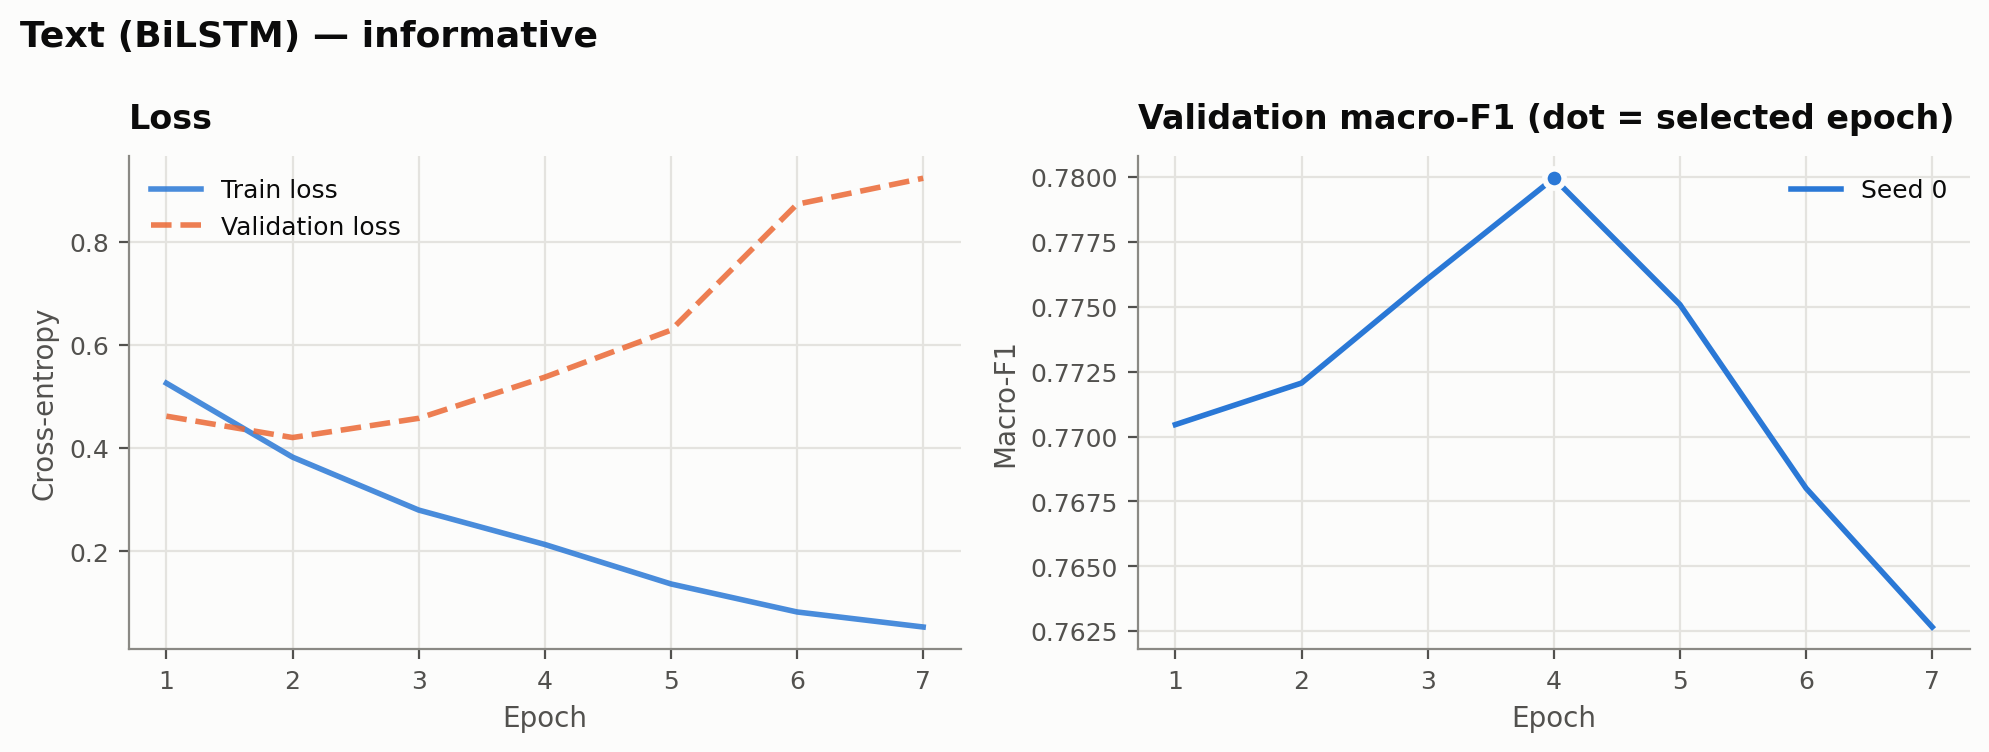 Text (BiLSTM) — informative
Loss
Train loss
Validation loss
Cross-entropy
0.8
0.6
0.4
0.2
1 2 3 4 5 6 7
Epoch
Validation macro-F1 (dot = selected epoch)
Seed 0
Macro-F1
0.7800
0.7775
0.7750
0.7725
0.7700
0.7675
0.7650
0.7625
1 2 3 4 5 6 7
Epoch